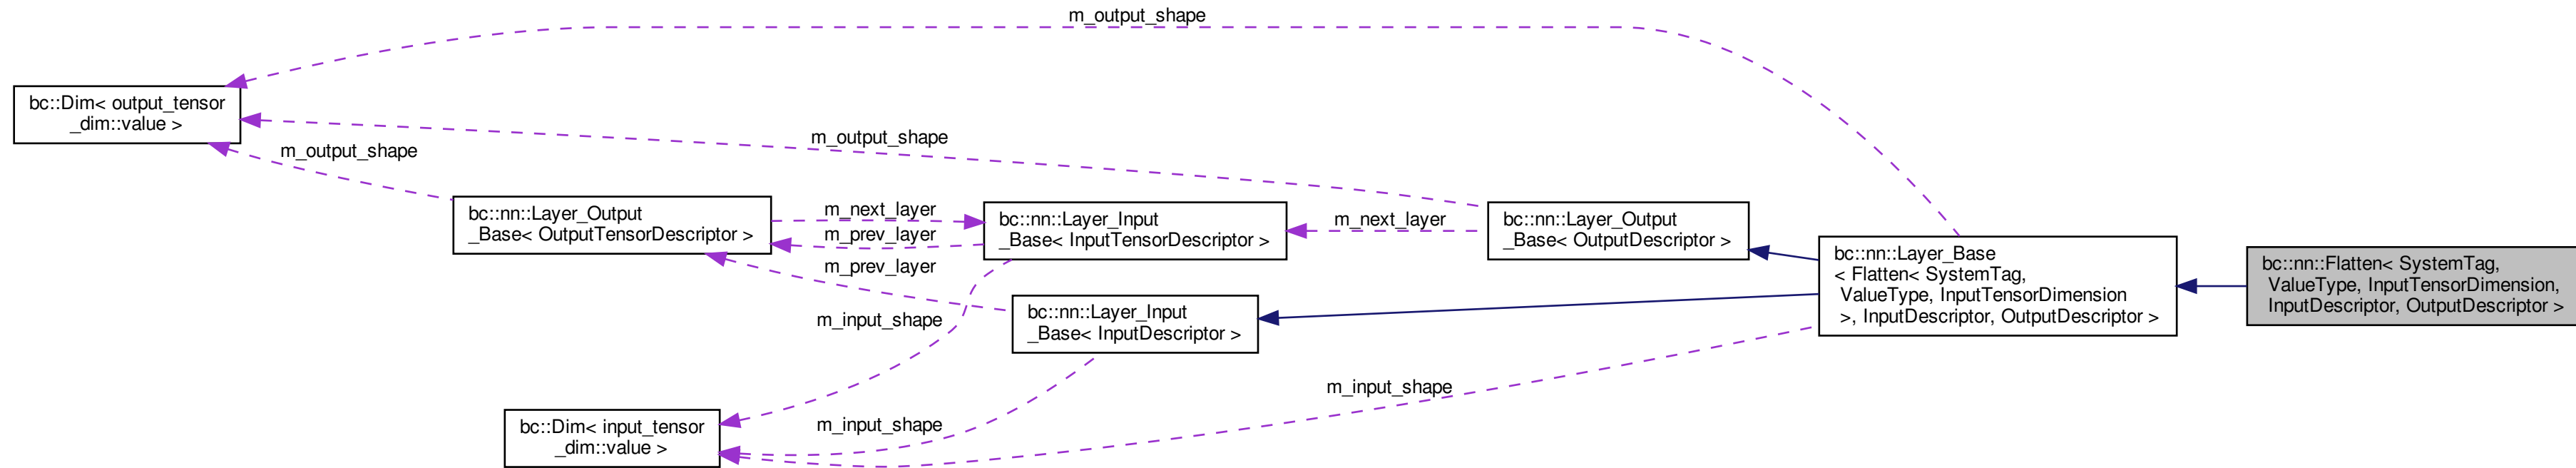 m_output_shape
bc::Dim< output_tensor
_dim::value >
m_output_shape
m_output_shape
bc::nn::Layer_Output
_Base< OutputTensorDescriptor >
m_next_layer
m_prev_layer
m_prev_layer
bc::nn::Layer_Input
_Base< InputTensorDescriptor >
m_next_layer
bc::nn::Layer_Output
_Base< OutputDescriptor >
bc::nn::Layer_Base
< Flatten< SystemTag,
ValueType, InputTensorDimension
>, InputDescriptor, OutputDescriptor >
bc::nn::Flatten< SystemTag,
ValueType, InputTensorDimension,
InputDescriptor, OutputDescriptor >
m_input_shape
bc::nn::Layer_Input
_Base< InputDescriptor >
m_input_shape
m_input_shape
bc::Dim< input_tensor
_dim::value >